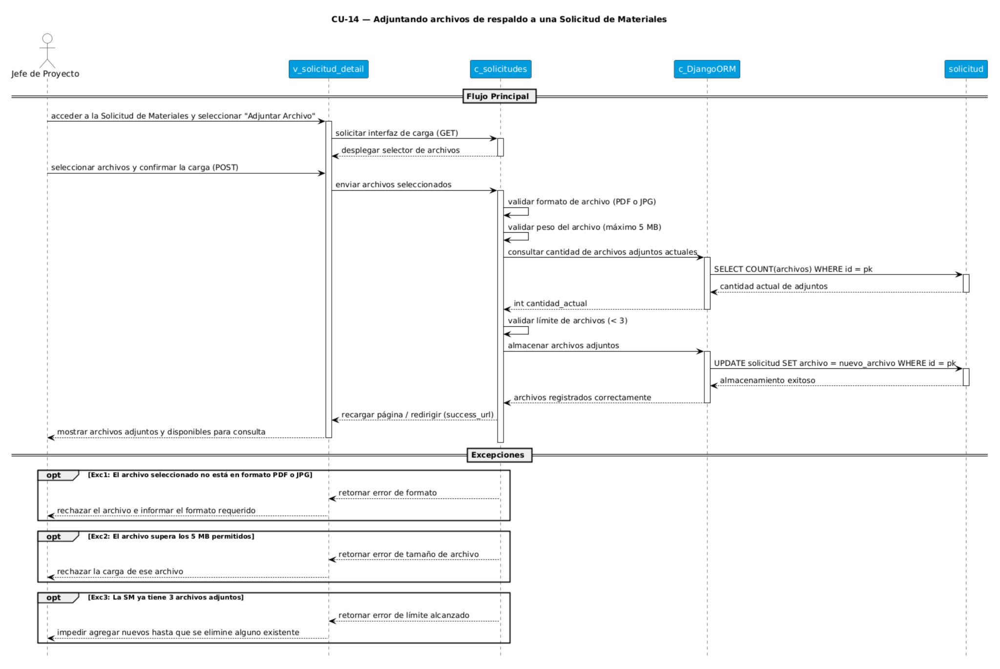 CU-14 — Adjuntando archivos de respaldo a una Solicitud de Materiales
Jefe de Proyecto
v_solicitud_detail
c_solicitudes
c_DjangoORM
solicitud
Flujo Principal
acceder a la Solicitud de Materiales y seleccionar "Adjuntar Archivo"
solicitar interfaz de carga (GET)
desplegar selector de archivos
seleccionar archivos y confirmar la carga (POST)
enviar archivos seleccionados
validar formato de archivo (PDF o JPG)
validar peso del archivo (máximo 5 MB)
consultar cantidad de archivos adjuntos actuales
SELECT COUNT(archivos) WHERE id = pk
cantidad actual de adjuntos
int cantidad_actual
validar límite de archivos (< 3)
almacenar archivos adjuntos
UPDATE solicitud SET archivo = nuevo_archivo WHERE id = pk
almacenamiento exitoso
archivos registrados correctamente
recargar página / redirigir (success_url)
mostrar archivos adjuntos y disponibles para consulta
Excepciones
opt [Exc1: El archivo seleccionado no está en formato PDF o JPG]
retornar error de formato
rechazar el archivo e informar el formato requerido
opt [Exc2: El archivo supera los 5 MB permitidos]
retornar error de tamaño de archivo
rechazar la carga de ese archivo
opt [Exc3: La SM ya tiene 3 archivos adjuntos]
retornar error de límite alcanzado
impedir agregar nuevos hasta que se elimine alguno existente